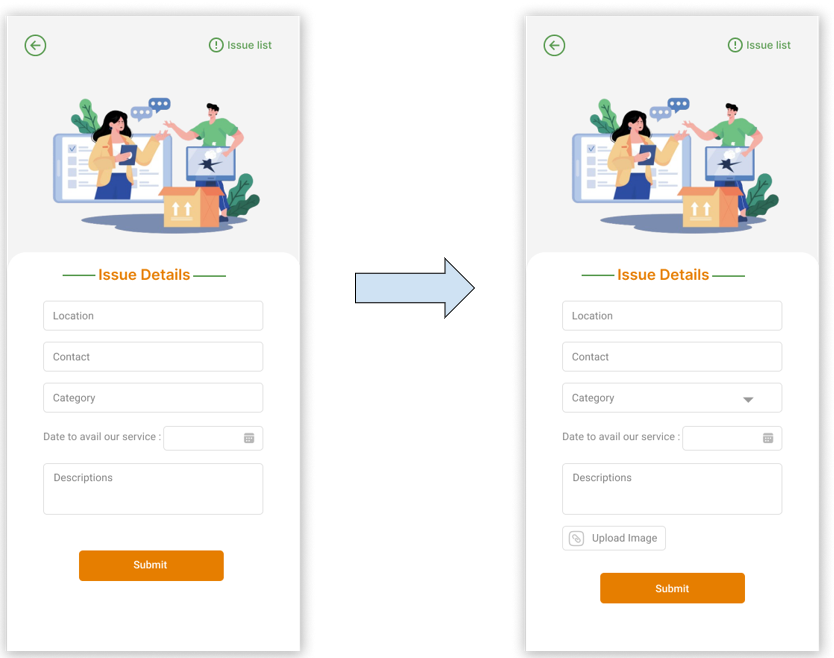 Issue list
Issue Details
Location
Contact
Category
Date to avail our service :
Descriptions
Submit
Issue list
Issue Details
Location
Contact
Category
Date to avail our service :
Descriptions
Upload Image
Submit